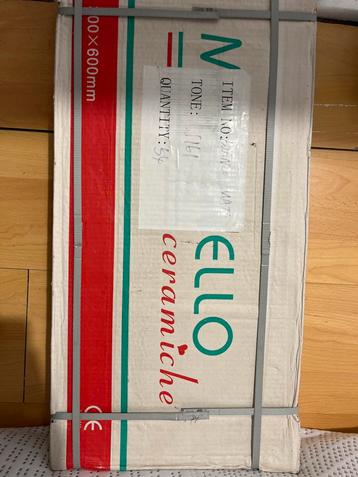 ITEM NO:
TONE:
QUANTITY:
M
ELLO
ceramiche
00×600mm
CE